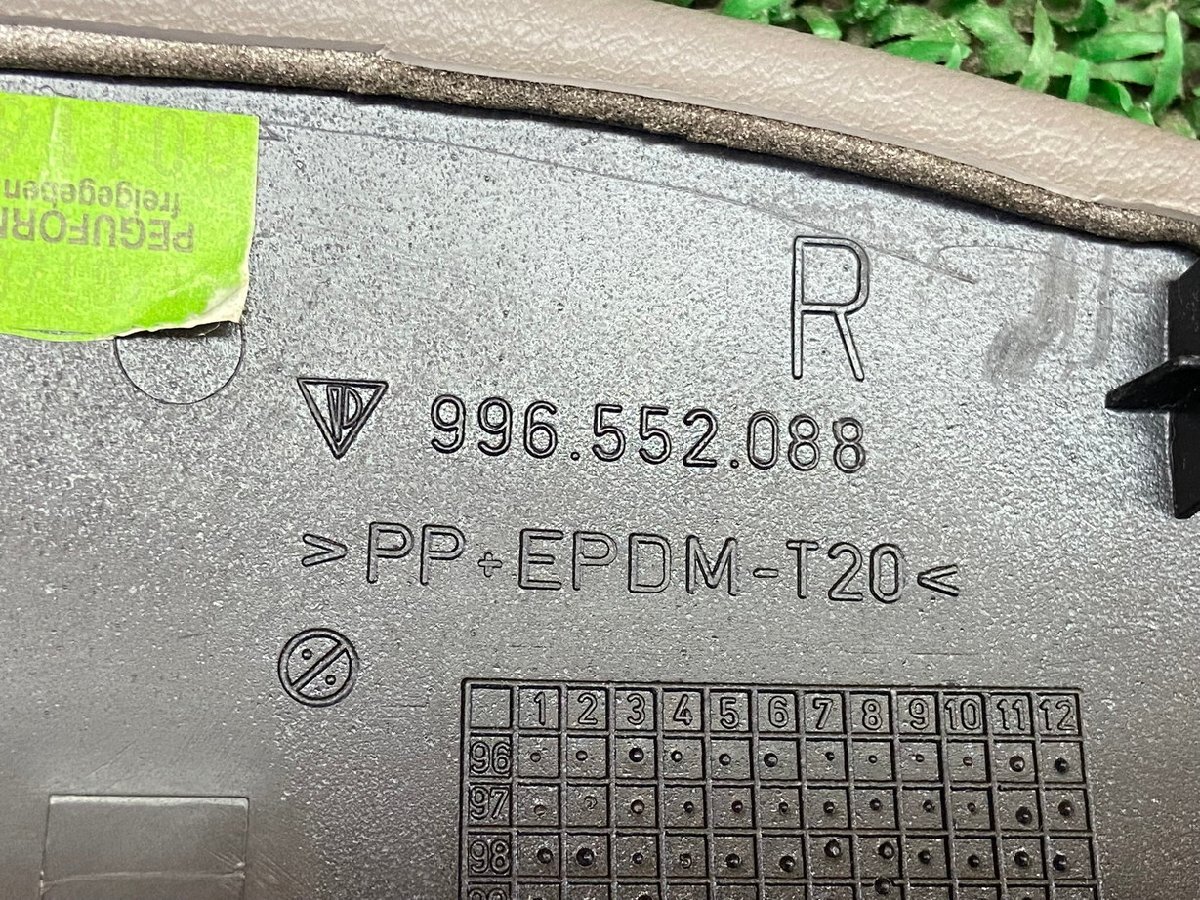 PEGUFORM
freigegeben
R
996.552.088
>PP+EPDM-T20<
1 2 3 4 5 6 7 8 9 10 11 12
96
97
98